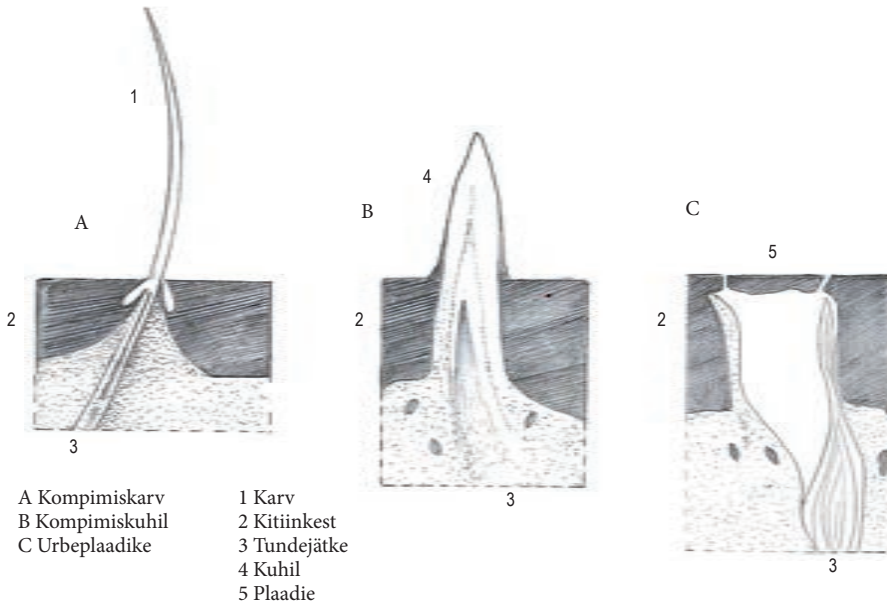 1
A
2
3
4
B
2
3
C
5
2
3
A Kompimiskarv
B Kompimiskuhil
C Urbeplaadike
1 Karv
2 Kitiinkest
3 Tundejätke
4 Kuhil
5 Plaadie